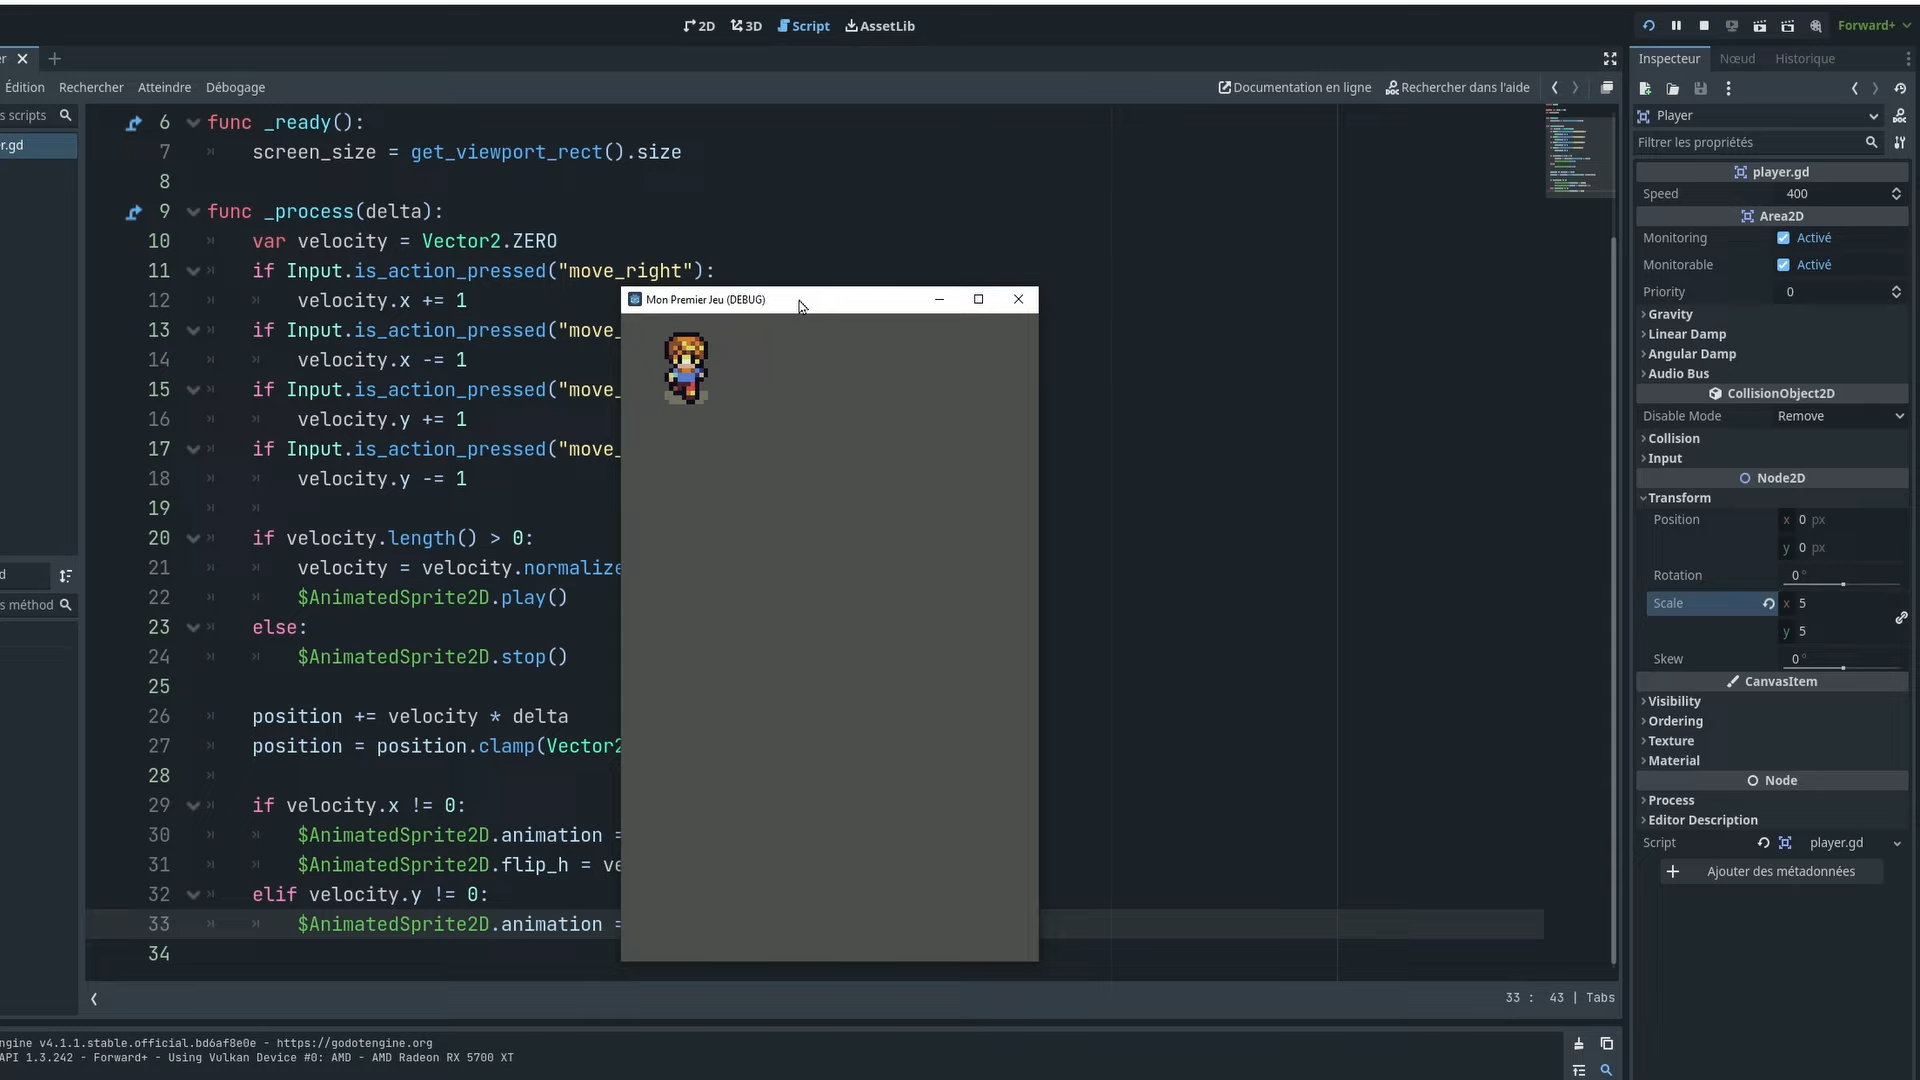 2D 3D Script AssetLib Forward+
er
Édition Rechercher Atteindre Débogage Documentation en ligne Rechercher dans l'aide
s scripts
er.gd
6 func _ready():
7 screen_size = get_viewport_rect().size
8
9 func _process(delta):
10 var velocity = Vector2.ZERO
11 if Input.is_action_pressed("move_right"):
12 velocity.x += 1
13 if Input.is_action_pressed("move_
14 velocity.x -= 1
15 if Input.is_action_pressed("move_
16 velocity.y += 1
17 if Input.is_action_pressed("move_
18 velocity.y -= 1
19
20 if velocity.length() > 0:
21 velocity = velocity.normalize
22 $AnimatedSprite2D.play()
23 else:
24 $AnimatedSprite2D.stop()
25
26 position += velocity * delta
27 position = position.clamp(Vector2
28
29 if velocity.x != 0:
30 $AnimatedSprite2D.animation =
31 $AnimatedSprite2D.flip_h = ve
32 elif velocity.y != 0:
33 $AnimatedSprite2D.animation =
34
d
s méthod
Mon Premier Jeu (DEBUG)
33 : 43 | Tabs
ngine v4.1.1.stable.official.bd6af8e0e - https://godotengine.org
API 1.3.242 - Forward+ - Using Vulkan Device #0: AMD - AMD Radeon RX 5700 XT
Inspecteur Nœud Historique
Player
Filtrer les propriétés
player.gd
Speed 400
Area2D
Monitoring Activé
Monitorable Activé
Priority 0
Gravity
Linear Damp
Angular Damp
Audio Bus
CollisionObject2D
Disable Mode Remove
Collision
Input
Node2D
Transform
Position x 0 px
y 0 px
Rotation 0 °
Scale x 5
y 5
Skew 0 °
CanvasItem
Visibility
Ordering
Texture
Material
Node
Process
Editor Description
Script player.gd
Ajouter des métadonnées